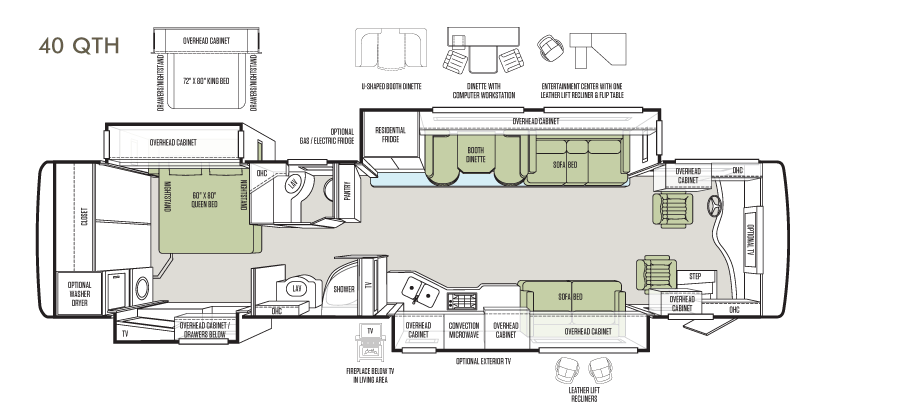 40 QTH
OVERHEAD CABINET
DRAWERS/NIGHTSTAND
72" X 80" KING BED
DRAWERS/NIGHTSTAND
U-SHAPED BOOTH DINETTE
DINETTE WITH
COMPUTER WORKSTATION
ENTERTAINMENT CENTER WITH ONE
LEATHER LIFT RECLINER & FLIP TABLE
OPTIONAL
GAS / ELECTRIC FRIDGE
RESIDENTIAL
FRIDGE
OVERHEAD CABINET
OVERHEAD CABINET
BOOTH
DINETTE
SOFA BED
OHC
LAV
PANTRY
OVERHEAD
CABINET
OHC
CLOSET
NIGHTSTAND
60" X 80"
QUEEN BED
NIGHTSTAND
OPTIONAL TV
OPTIONAL
WASHER
DRYER
LAV
SHOWER
TV
SOFA BED
STEP
OVERHEAD
CABINET
OHC
OHC
TV
OVERHEAD CABINET /
DRAWERS BELOW
OVERHEAD
CABINET
CONVECTION
MICROWAVE
OVERHEAD
CABINET
OVERHEAD CABINET
TV
FIREPLACE BELOW TV
IN LIVING AREA
OPTIONAL EXTERIOR TV
LEATHER LIFT
RECLINERS